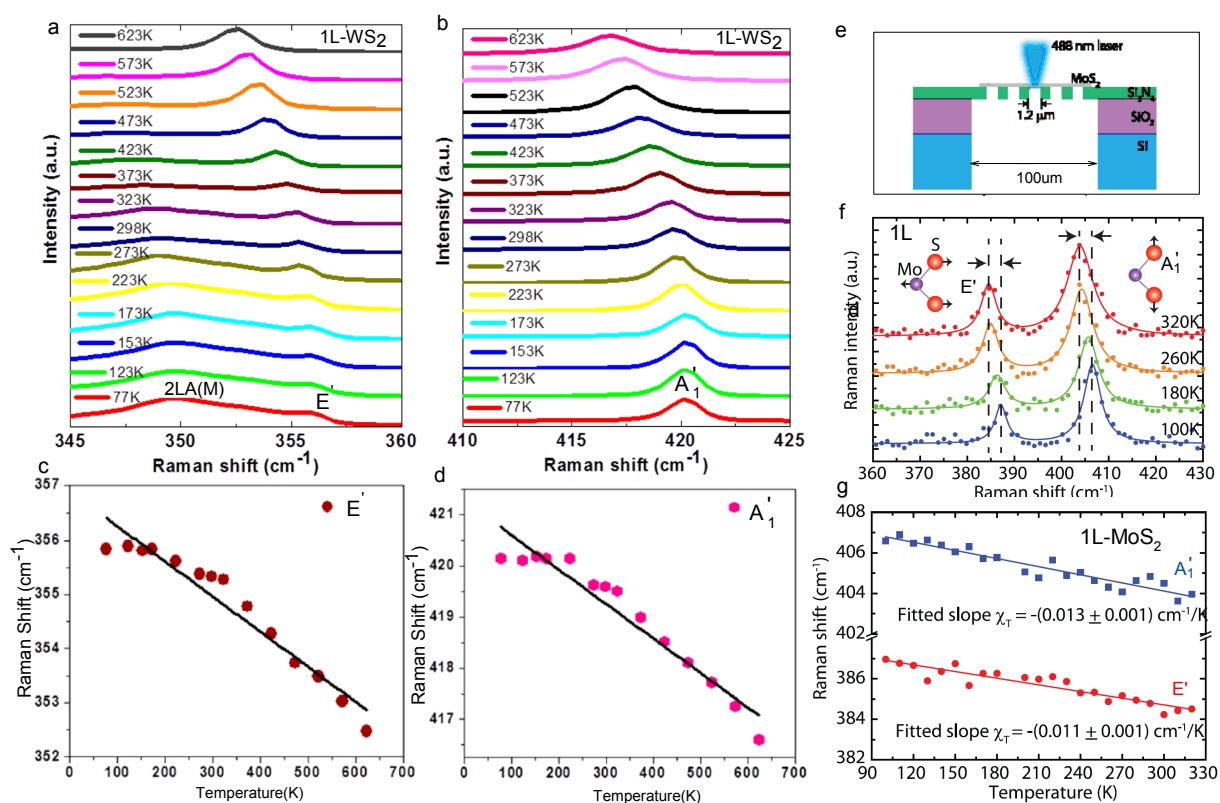 a
1L-WS2
623K
573K
523K
473K
423K
373K
323K
298K
273K
223K
173K
153K
123K
77K
2LA(M)
E'
Intensity (a.u.)
345 350 355 360
Raman shift (cm-1)
b
1L-WS2
623K
573K
523K
473K
423K
373K
323K
298K
273K
223K
173K
153K
123K
77K
A1'
Intensity (a.u.)
410 415 420 425
Raman shift (cm-1)
c
E'
357
356
355
354
353
352
Raman Shift (cm-1)
0 100 200 300 400 500 600 700
Temperature(K)
d
A1'
421
420
419
418
417
Raman Shift (cm-1)
0 100 200 300 400 500 600 700
Temperature(K)
e
488 nm laser
MoS2
Si3N4
1.2 μm
SiO2
Si
100um
f
1L
S
Mo
E'
A1'
320K
260K
180K
100K
Raman intensity (a.u.)
d
360 370 380 390 400 410 420 430
Raman shift (cm-1)
g
1L-MoS2
408
406
404
402
386
384
382
A1'
Fitted slope χT = -(0.013 ± 0.001) cm-1/K
E'
Fitted slope χT = -(0.011 ± 0.001) cm-1/K
Raman shift (cm-1)
90 120 150 180 210 240 270 300 330
Temperature (K)